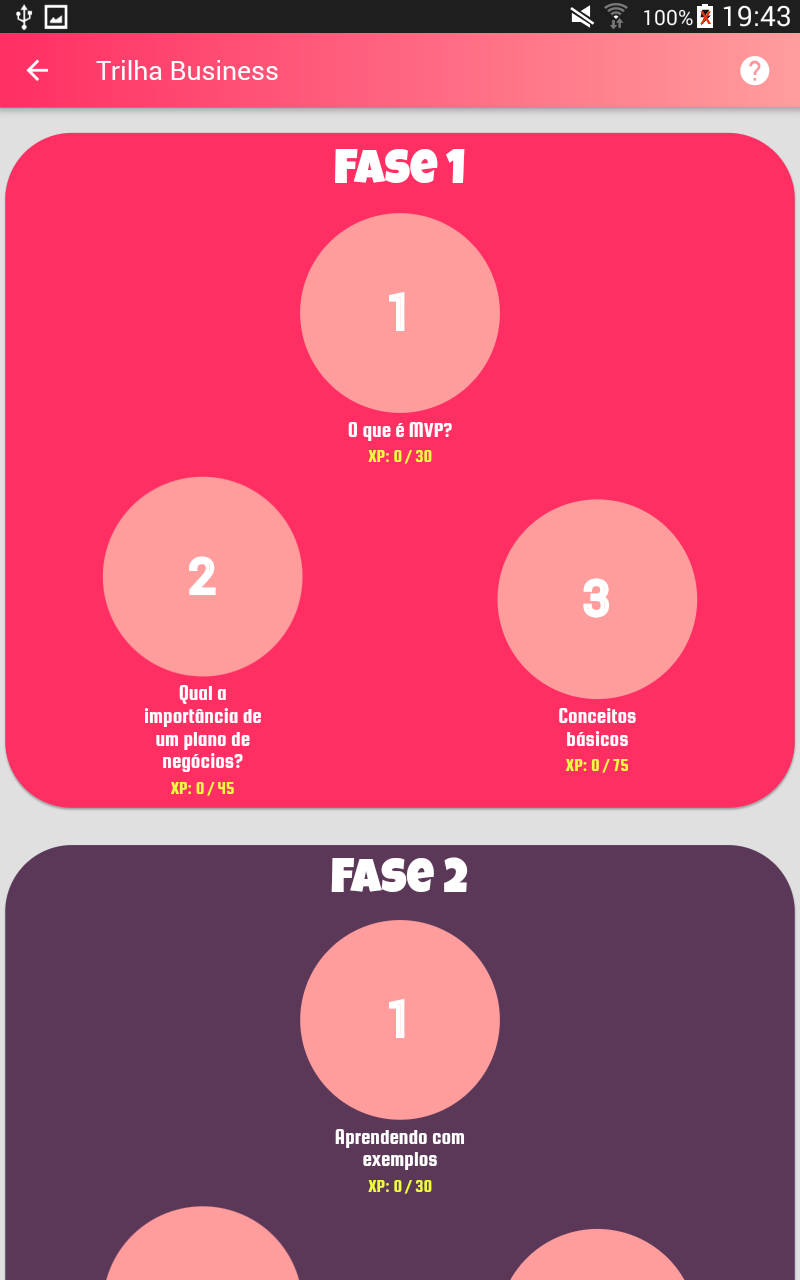 100% 19:43
Trilha Business
?
Fase 1
1
O que é MVP?
XP: 0 / 30
2
Qual a
importância de
um plano de
negócios?
XP: 0 / 45
3
Conceitos
básicos
XP: 0 / 75
Fase 2
1
Aprendendo com
exemplos
XP: 0 / 30